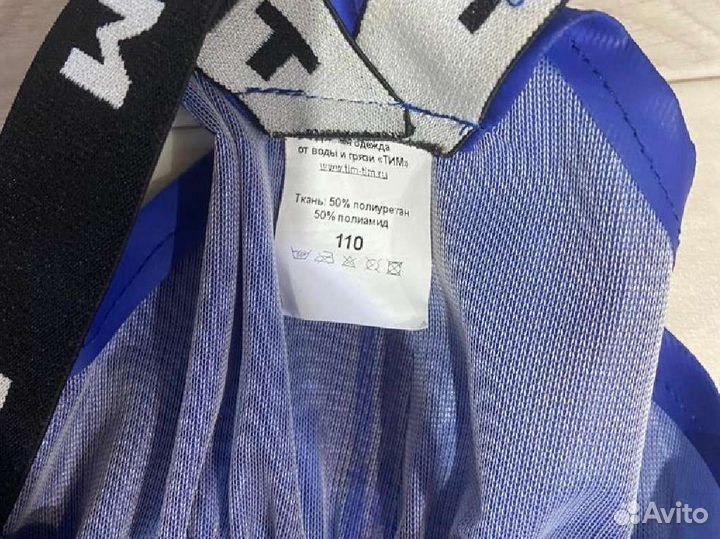 М
Т
одежда
от воды и грязи «ТИМ»
www.tim-tim.ru
Ткань: 50% полиуретан
50% полиамид
110
Avito